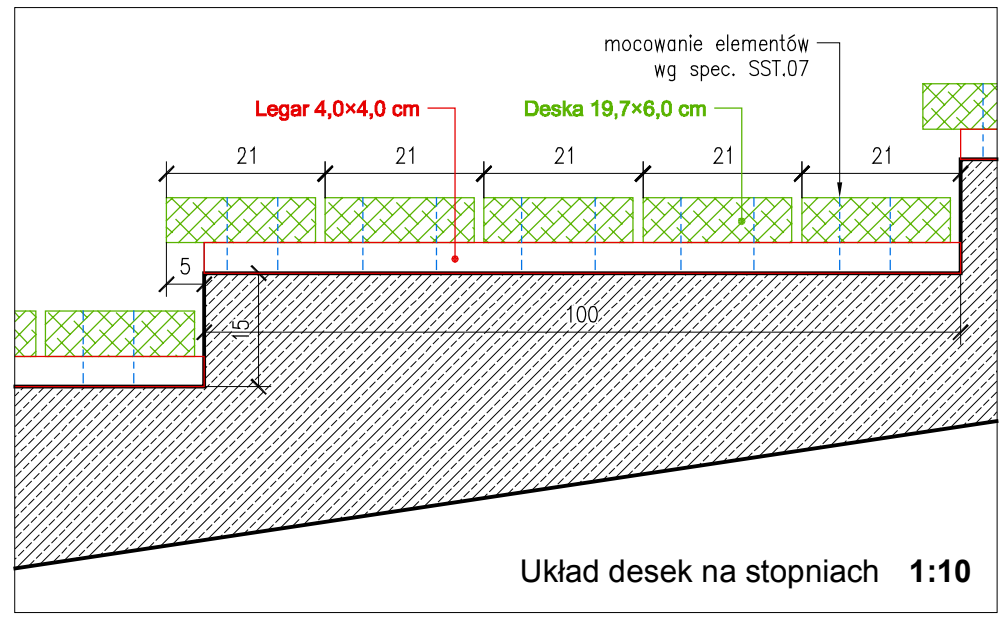 mocowanie elementów
wg spec. SST.07
Legar 4,0×4,0 cm
Deska 19,7×6,0 cm
21 21 21 21 21
5
100
15
Układ desek na stopniach 1:10